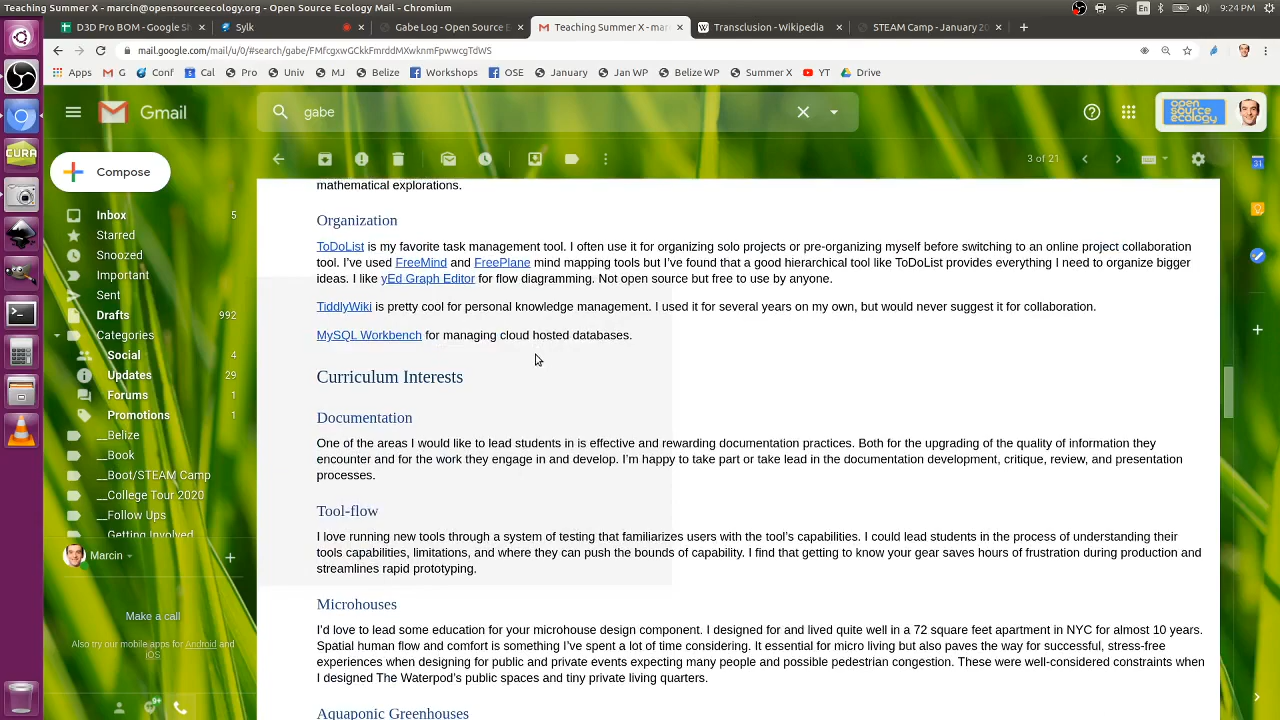 Teaching Summer X - marcin@opensourceecology.org - Open Source Ecology Mail - Chromium
En 9:24 PM
D3D Pro BOM - Google Sh
Sylk
Gabe Log - Open Source E
Teaching Summer X - marc
Transclusion - Wikipedia
STEAM Camp - January 20
mail.google.com/mail/u/0/#search/gabe/FMfcgxwGCkkFmrddMXwknmFpwwcgTdWS
Apps G Conf Cal Pro Univ MJ Belize Workshops OSE January Jan WP Belize WP Summer X YT Drive
Gmail
gabe
open source ecology
Compose
3 of 21
Inbox 5
Starred
Snoozed
Important
Sent
Drafts 992
Categories
Social 4
Updates 29
Forums 1
Promotions 1
__Belize
__Book
__Boot/STEAM Camp
__College Tour 2020
__Follow Ups
__Getting Involved
Marcin
Make a call
Also try our mobile apps for Android and
iOS
CURA
31
mathematical explorations.
Organization
ToDoList is my favorite task management tool. I often use it for organizing solo projects or pre-organizing myself before switching to an online project collaboration
tool. I've used FreeMind and FreePlane mind mapping tools but I've found that a good hierarchical tool like ToDoList provides everything I need to organize bigger
ideas. I like yEd Graph Editor for flow diagramming. Not open source but free to use by anyone.
TiddlyWiki is pretty cool for personal knowledge management. I used it for several years on my own, but would never suggest it for collaboration.
MySQL Workbench for managing cloud hosted databases.
Curriculum Interests
Documentation
One of the areas I would like to lead students in is effective and rewarding documentation practices. Both for the upgrading of the quality of information they
encounter and for the work they engage in and develop. I'm happy to take part or take lead in the documentation development, critique, review, and presentation
processes.
Tool-flow
I love running new tools through a system of testing that familiarizes users with the tool's capabilities. I could lead students in the process of understanding their
tools capabilities, limitations, and where they can push the bounds of capability. I find that getting to know your gear saves hours of frustration during production and
streamlines rapid prototyping.
Microhouses
I'd love to lead some education for your microhouse design component. I designed for and lived quite well in a 72 square feet apartment in NYC for almost 10 years.
Spatial human flow and comfort is something I've spent a lot of time considering. It essential for micro living but also paves the way for successful, stress-free
experiences when designing for public and private events expecting many people and possible pedestrian congestion. These were well-considered constraints when
I designed The Waterpod's public spaces and tiny private living quarters.
Aquaponic Greenhouses